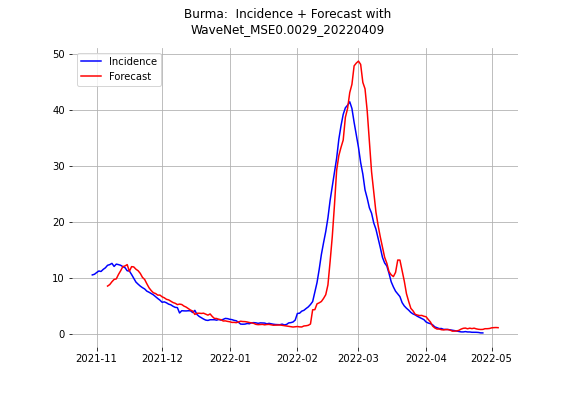 Burma:  Incidence + Forecast with
WaveNet_MSE0.0029_20220409
Incidence
Forecast
50
40
30
20
10
0
2021-11 2021-12 2022-01 2022-02 2022-03 2022-04 2022-05